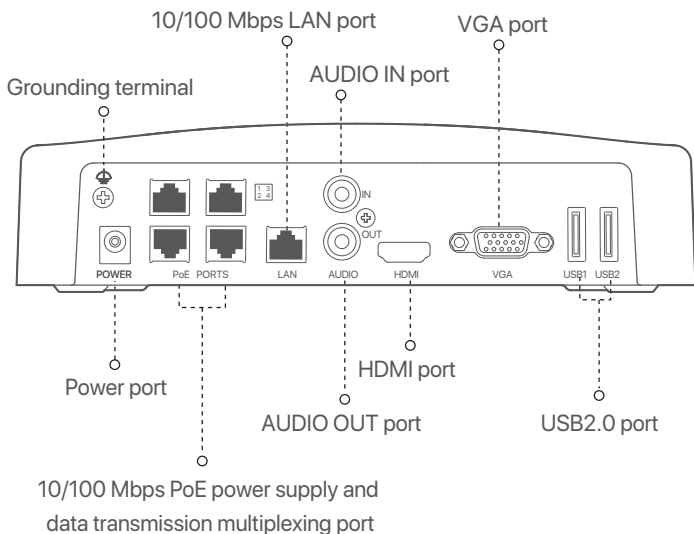 10/100 Mbps LAN port
VGA port
AUDIO IN port
Grounding terminal
1 3
2 4
IN
OUT
POWER
PoE PORTS
LAN
AUDIO
HDMI
VGA
USB1
USB2
HDMI port
Power port
AUDIO OUT port
USB2.0 port
10/100 Mbps PoE power supply and
data transmission multiplexing port